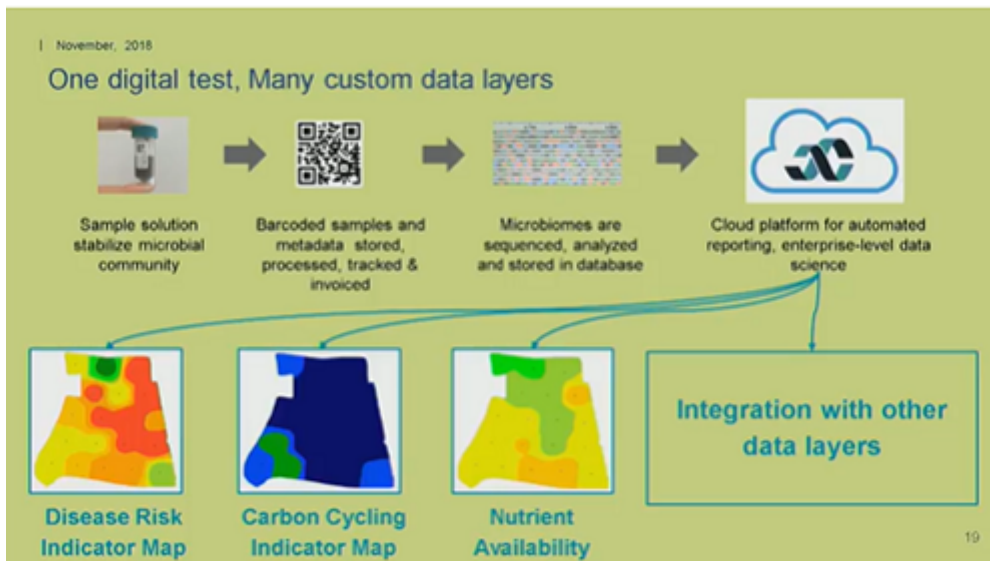 | November, 2018
One digital test, Many custom data layers
Sample solution
stabilize microbial
community
Barcoded samples and
metadata stored,
processed, tracked &
invoiced
Microbiomes are
sequenced, analyzed
and stored in database
Cloud platform for automated
reporting, enterprise-level data
science
Disease Risk
Indicator Map
Carbon Cycling
Indicator Map
Nutrient
Availability
Integration with other
data layers
19